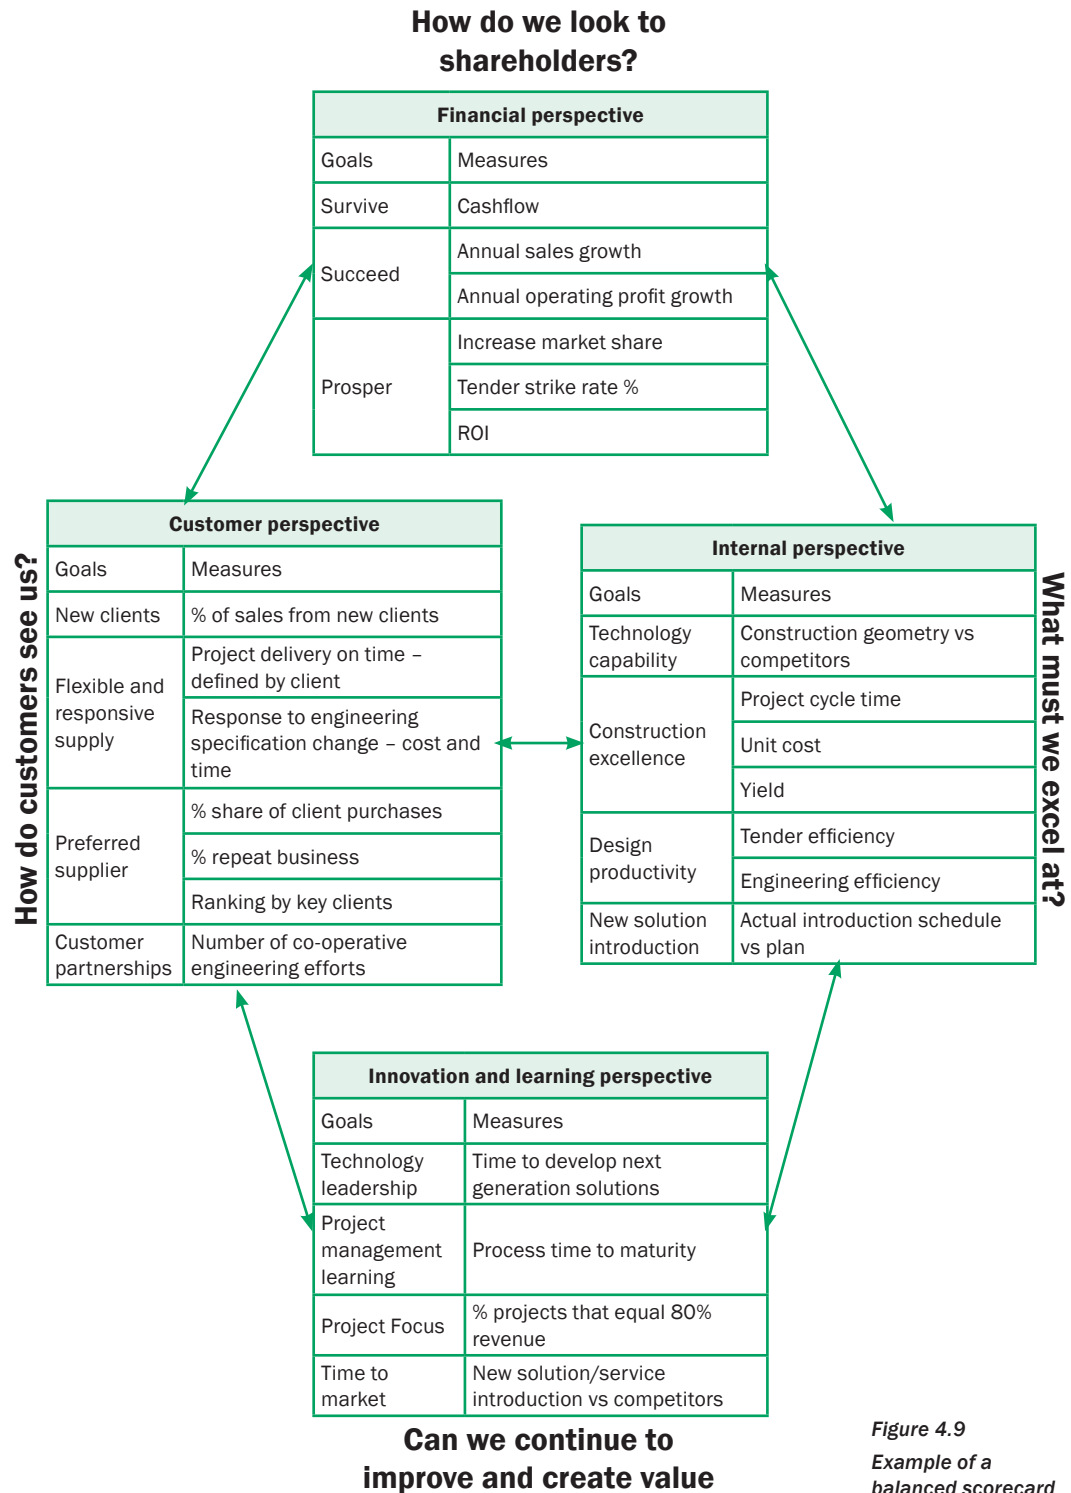 How do we look to
shareholders?
Financial perspective
Goals
Measures
Survive
Cashflow
Succeed
Annual sales growth
Annual operating profit growth
Prosper
Increase market share
Tender strike rate %
ROI
How do customers see us?
Customer perspective
Goals
Measures
New clients
% of sales from new clients
Flexible and
responsive
supply
Project delivery on time –
defined by client
Response to engineering
specification change – cost and
time
Preferred
supplier
% share of client purchases
% repeat business
Ranking by key clients
Customer
partnerships
Number of co-operative
engineering efforts
Internal perspective
Goals
Measures
Technology
capability
Construction geometry vs
competitors
Construction
excellence
Project cycle time
Unit cost
Yield
Design
productivity
Tender efficiency
Engineering efficiency
New solution
introduction
Actual introduction schedule
vs plan
What must we excel at?
Innovation and learning perspective
Goals
Measures
Technology
leadership
Time to develop next
generation solutions
Project
management
learning
Process time to maturity
Project Focus
% projects that equal 80%
revenue
Time to
market
New solution/service
introduction vs competitors
Can we continue to
improve and create value
Figure 4.9
Example of a
balanced scorecard